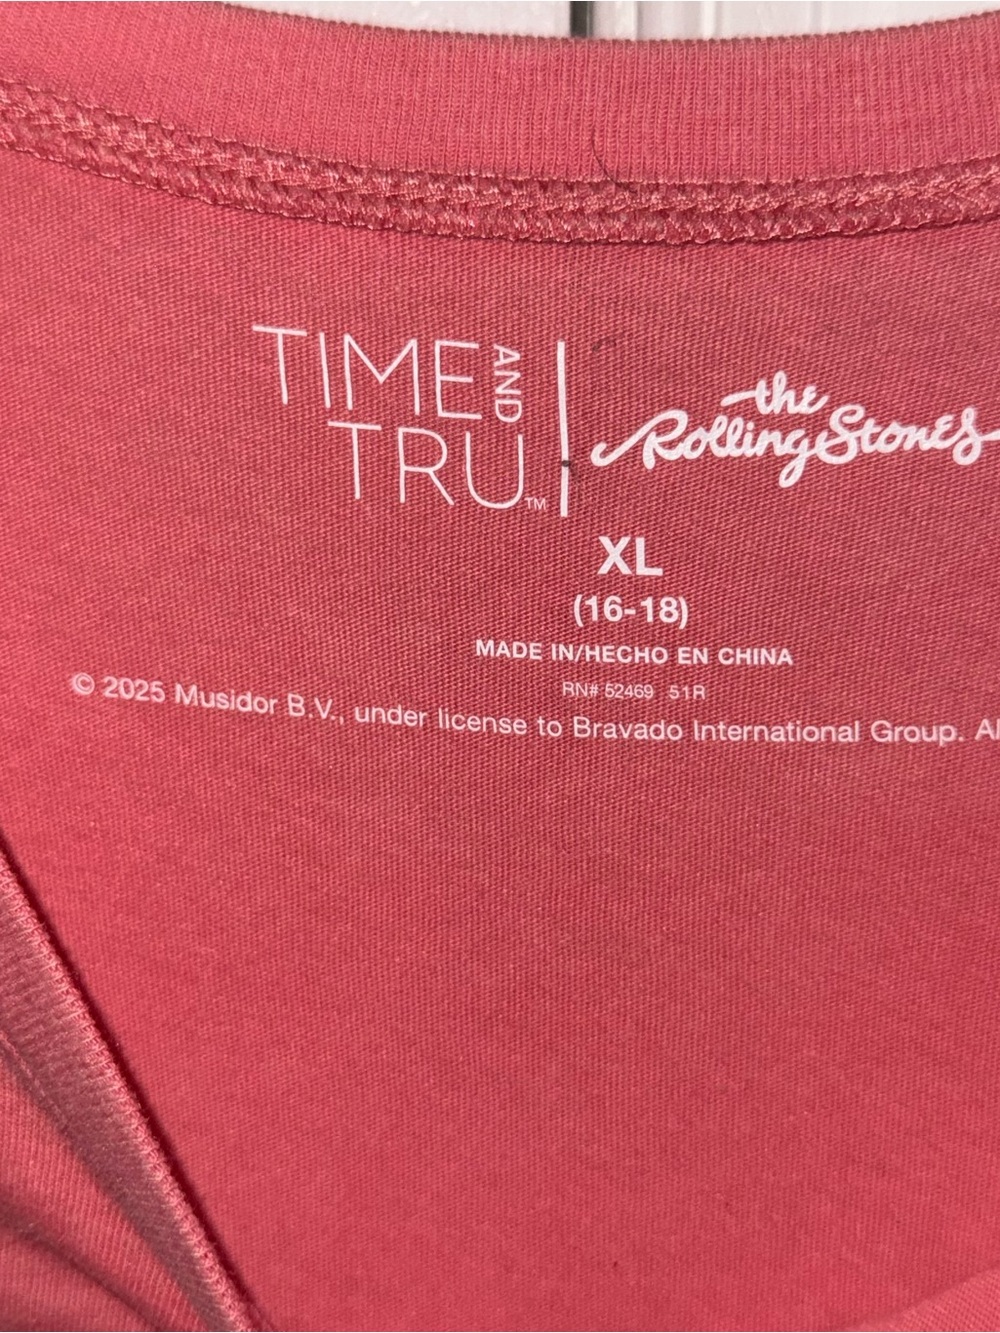 TIME AND TRU™
the Rolling Stones
XL
(16-18)
MADE IN/HECHO EN CHINA
RN# 52469 51R
© 2025 Musidor B.V., under license to Bravado International Group.